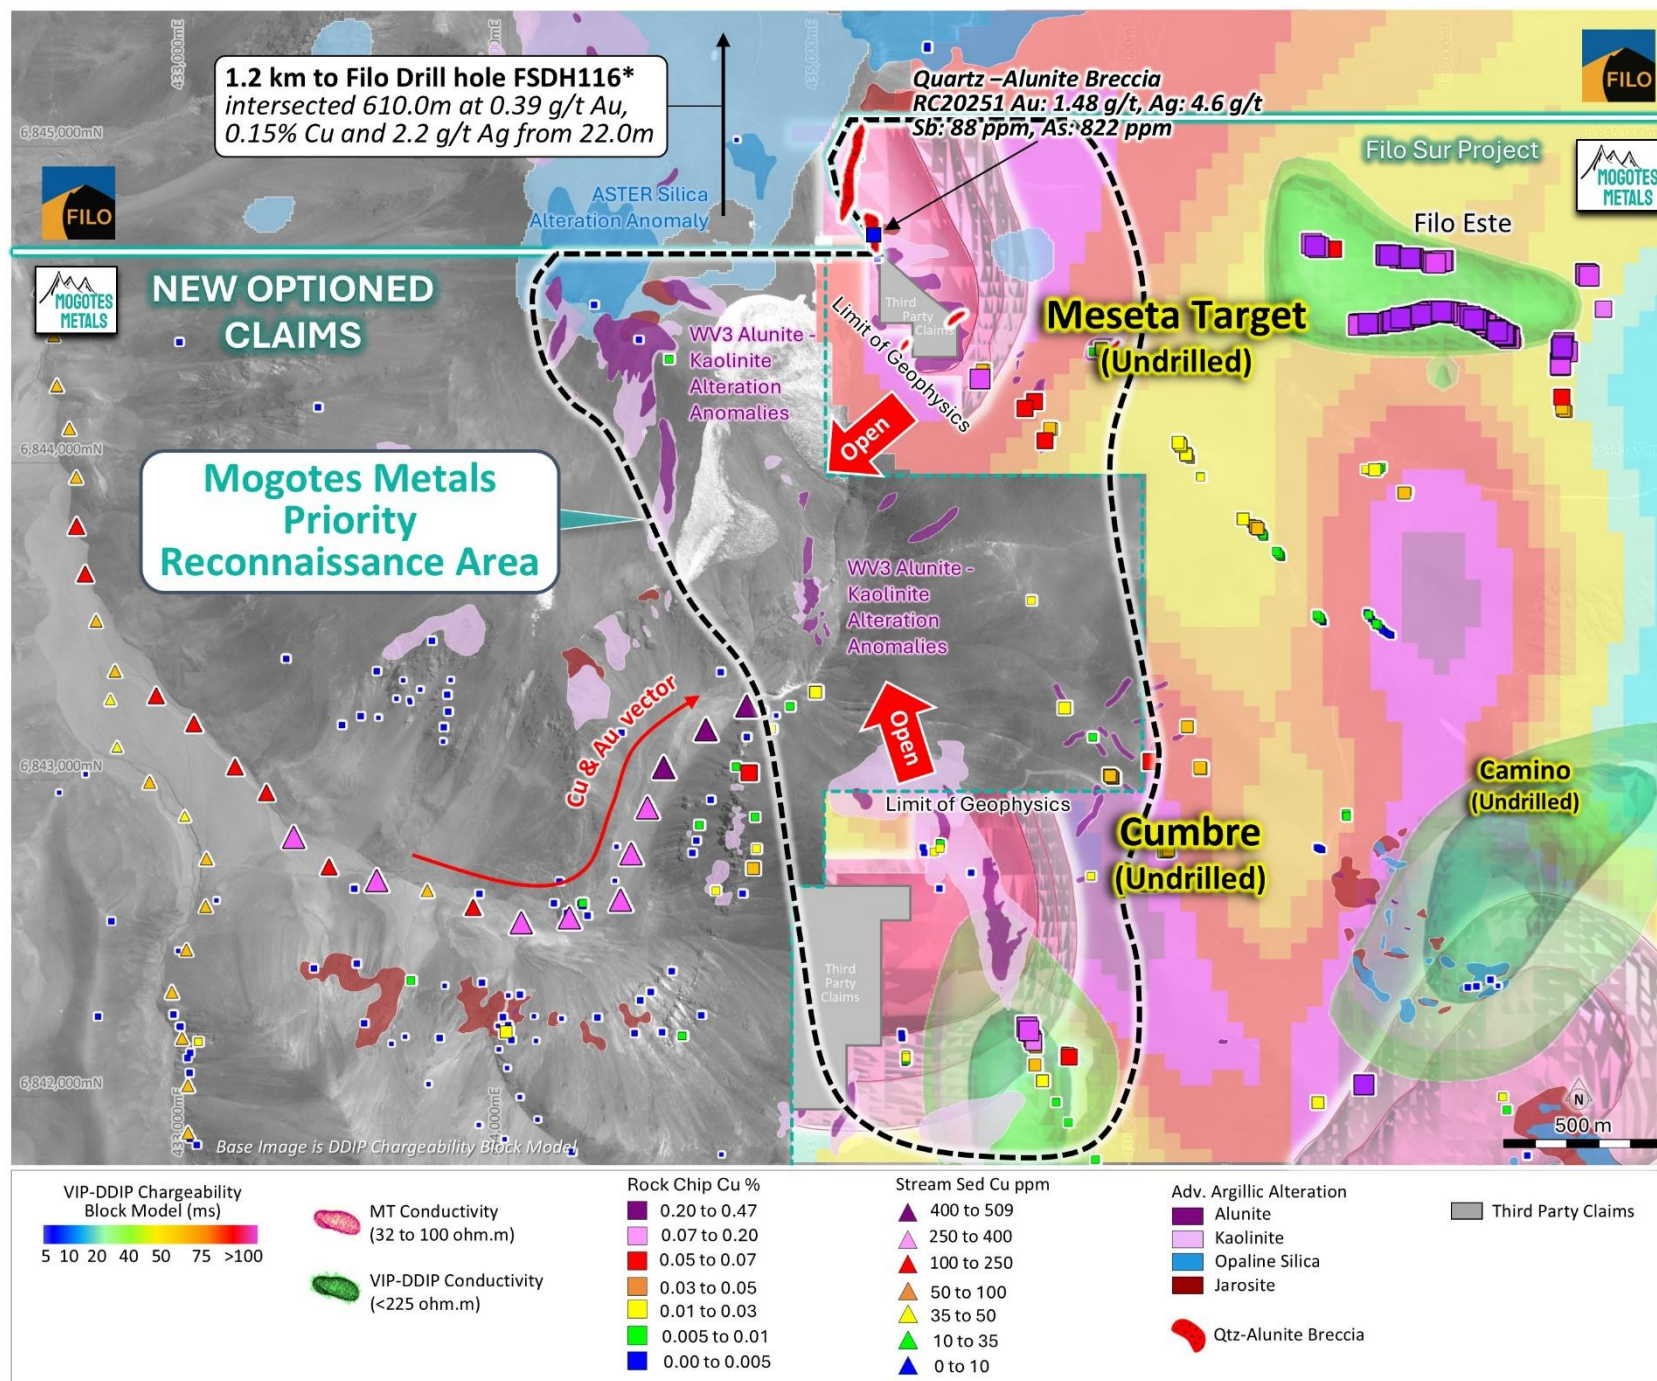 433,000mE
435,000mE
1.2 km to Filo Drill hole FSDH116*
intersected 610.0m at 0.39 g/t Au,
0.15% Cu and 2.2 g/t Ag from 22.0m
Quartz –Alunite Breccia
RC20251 Au: 1.48 g/t, Ag: 4.6 g/t
Sb: 88 ppm, As: 822 ppm
FILO
6,845,000mN
Filo Sur Project
MOGOTES
METALS
FILO
ASTER Silica
Alteration Anomaly
Filo Este
MOGOTES
METALS
NEW OPTIONED
CLAIMS
Third
Party
Claims
Meseta Target
(Undrilled)
WV3 Alunite -
Kaolinite
Alteration
Anomalies
Limit of Geophysics
Open
6,844,000mN
6,844,000mN
Mogotes Metals
Priority
Reconnaissance Area
WV3 Alunite -
Kaolinite
Alteration
Anomalies
Cu & Au vector
Open
6,843,000mN
Limit of Geophysics
Camino
(Undrilled)
Cumbre
(Undrilled)
Third
Party
Claims
6,842,000mN
433,000mE
Base Image is DDIP Chargeability Block Model
N
500 m
VIP-DDIP Chargeability
Block Model (ms)
5 10 20 40 50 75 >100
MT Conductivity
(32 to 100 ohm.m)
VIP-DDIP Conductivity
(<225 ohm.m)
Rock Chip Cu %
0.20 to 0.47
0.07 to 0.20
0.05 to 0.07
0.03 to 0.05
0.01 to 0.03
0.005 to 0.01
0.00 to 0.005
Stream Sed Cu ppm
400 to 509
250 to 400
100 to 250
50 to 100
35 to 50
10 to 35
0 to 10
Adv. Argillic Alteration
Alunite
Kaolinite
Opaline Silica
Jarosite
Qtz-Alunite Breccia
Third Party Claims